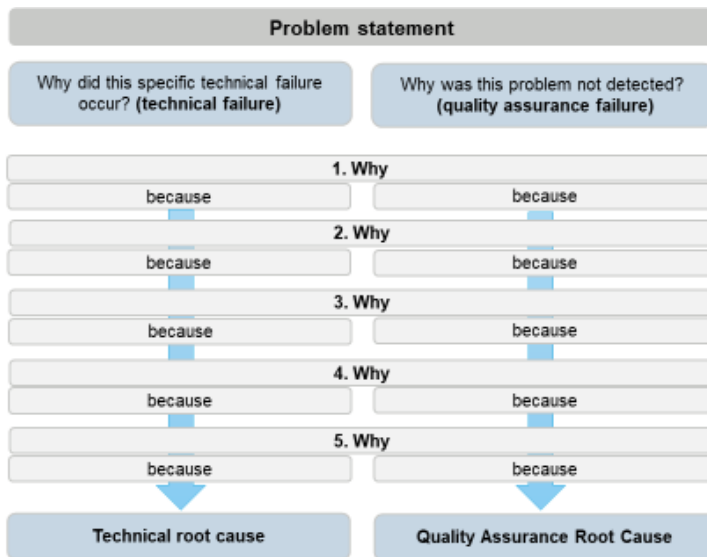 Problem statement
Why did this specific technical failure
occur? (technical failure)
Why was this problem not detected?
(quality assurance failure)
1. Why
because
because
2. Why
because
because
3. Why
because
because
4. Why
because
because
5. Why
because
because
Technical root cause
Quality Assurance Root Cause